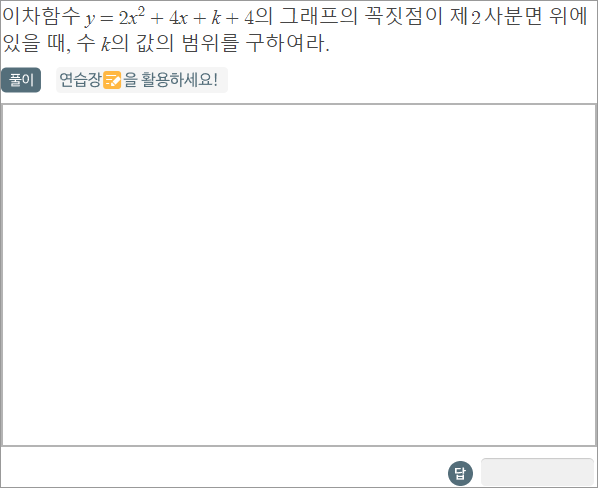 이차함수 y = 2x² + 4x + k + 4의 그래프의 꼭짓점이 제2사분면 위에
있을 때, 수 k의 값의 범위를 구하여라.
풀이 연습장을 활용하세요!
답